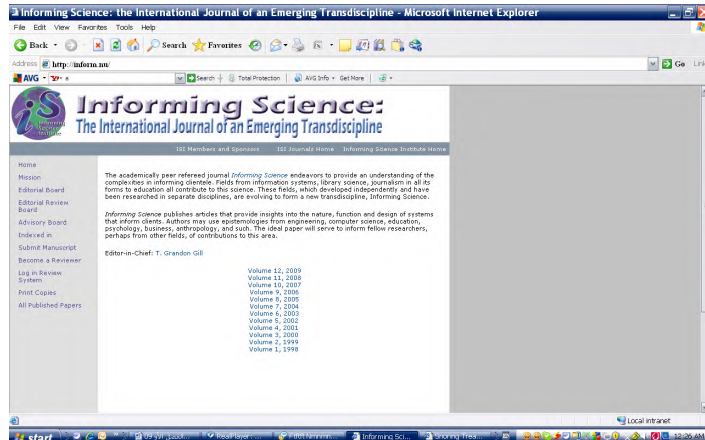 Informing Science: the International Journal of an Emerging Transdiscipline - Microsoft Internet Explorer
File Edit View Favorites Tools Help
Back Search Favorites
Address http://inform.nu/ Go Link
AVG Search Total Protection AVG Info Get More
Informing Science:
The International Journal of an Emerging Transdiscipline
Informing Science Institute
ISI Members and Sponsors ISI Journals Home Informing Science Institute Home
Home
Mission
Editorial Board
Editorial Review
Board
Advisory Board
Indexed in
Submit Manuscript
Become a Reviewer
Log in Review
System
Print Copies
All Published Papers
The academically peer refereed journal Informing Science endeavors to provide an understanding of the
complexities in informing clientele. Fields from information systems, library science, journalism in all its
forms to education all contribute to this science. These fields, which developed independently and have
been researched in separate disciplines, are evolving to form a new transdiscipline, Informing Science.
Informing Science publishes articles that provide insights into the nature, function and design of systems
that inform clients. Authors may use epistemologies from engineering, computer science, education,
psychology, business, anthropology, and such. The ideal paper will serve to inform fellow researchers,
perhaps from other fields, of contributions to this area.
Editor-in-Chief: T. Grandon Gill
Volume 12, 2009
Volume 11, 2008
Volume 10, 2007
Volume 9, 2006
Volume 8, 2005
Volume 7, 2004
Volume 6, 2003
Volume 5, 2002
Volume 4, 2001
Volume 3, 2000
Volume 2, 1999
Volume 1, 1998
Local intranet
start RealPlayer: Informing Sci... Snoring Trea... 12:26 AM